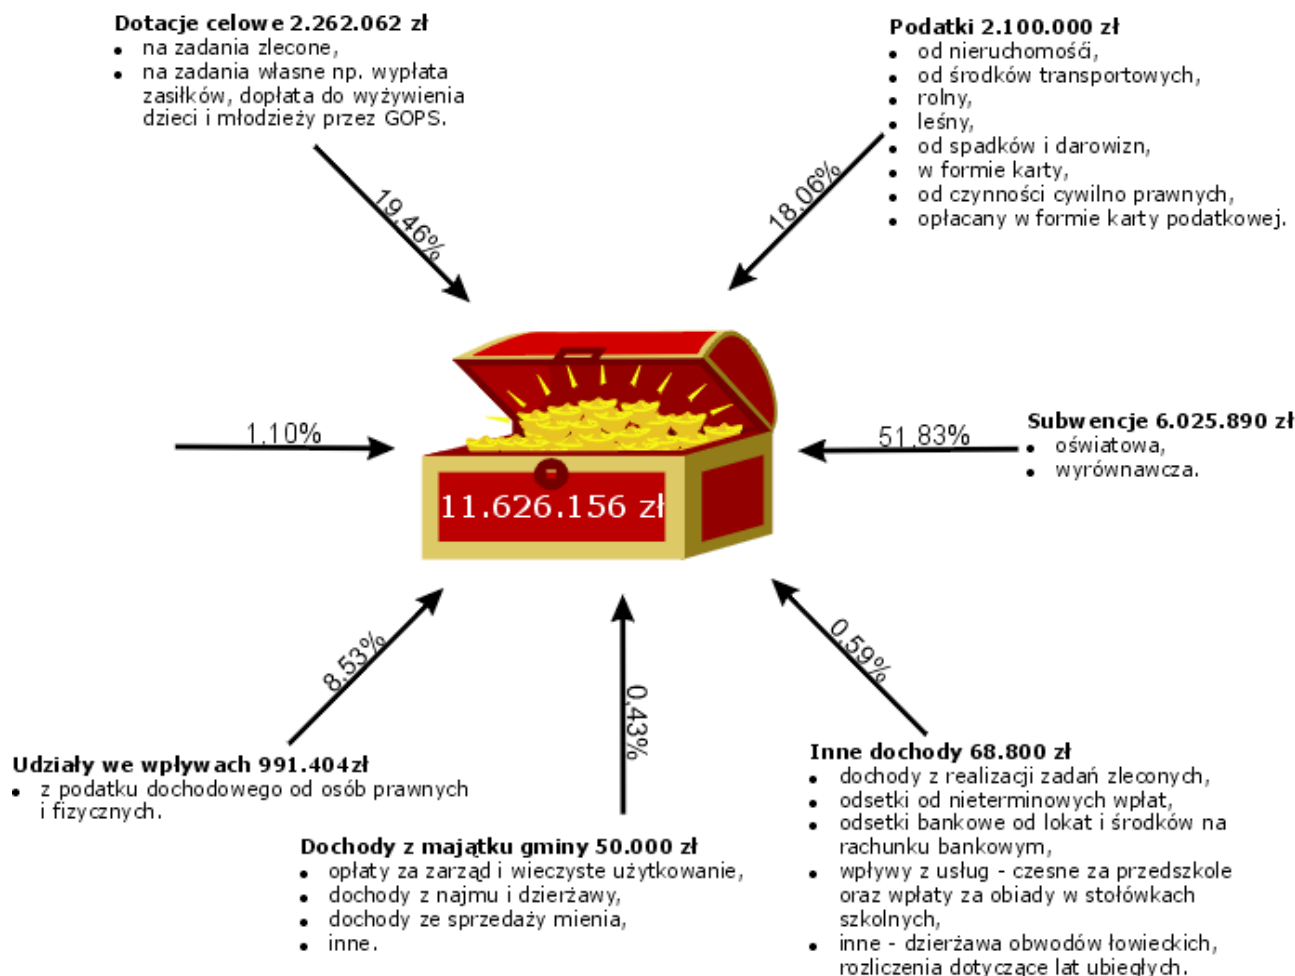 Dotacje celowe 2.262.062 zł
• na zadania zlecone,
• na zadania własne np. wypłata
zasiłków, dopłata do wyżywienia
dzieci i młodzieży przez GOPS.
19,46%
Podatki 2.100.000 zł
• od nieruchomośći,
• od środków transportowych,
• rolny,
• leśny,
• od spadków i darowizn,
• w formie karty,
• od czynności cywilno prawnych,
• opłacany w formie karty podatkowej.
18,06%
1,10%
11.626.156 zł
51,83%
Subwencje 6.025.890 zł
• oświatowa,
• wyrównawcza.
8,53%
Udziały we wpływach 991.404zł
• z podatku dochodowego od osób prawnych
i fizycznych.
0,43%
Dochody z majątku gminy 50.000 zł
• opłaty za zarząd i wieczyste użytkowanie,
• dochody z najmu i dzierżawy,
• dochody ze sprzedaży mienia,
• inne.
0,59%
Inne dochody 68.800 zł
• dochody z realizacji zadań zleconych,
• odsetki od nieterminowych wpłat,
• odsetki bankowe od lokat i środków na
rachunku bankowym,
• wpływy z usług - czesne za przedszkole
oraz wpłaty za obiady w stołówkach
szkolnych,
• inne - dzierżawa obwodów łowieckich,
rozliczenia dotyczące lat ubiegłych.